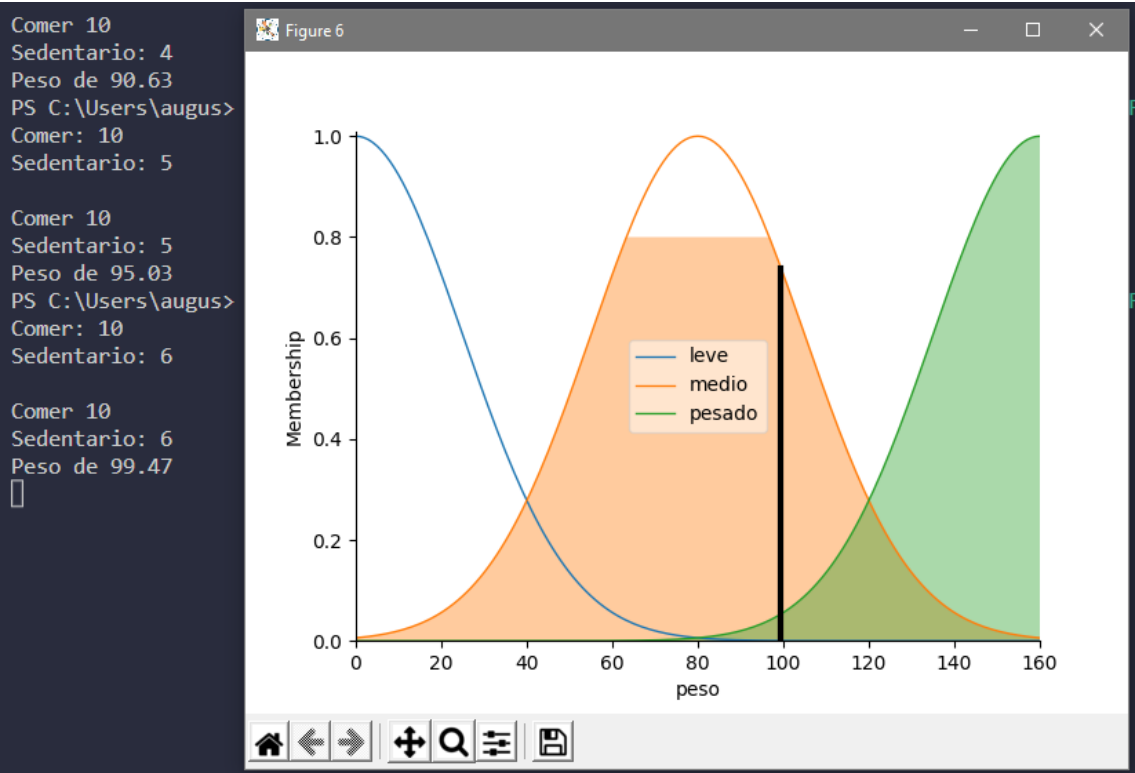 Comer 10
Sedentario: 4
Peso de 90.63
PS C:\Users\augus>
Comer: 10
Sedentario: 5
Comer 10
Sedentario: 5
Peso de 95.03
PS C:\Users\augus>
Comer: 10
Sedentario: 6
Comer 10
Sedentario: 6
Peso de 99.47
Figure 6
1.0
0.8
0.6
0.4
0.2
0.0
Membership
leve
medio
pesado
0 20 40 60 80 100 120 140 160
peso